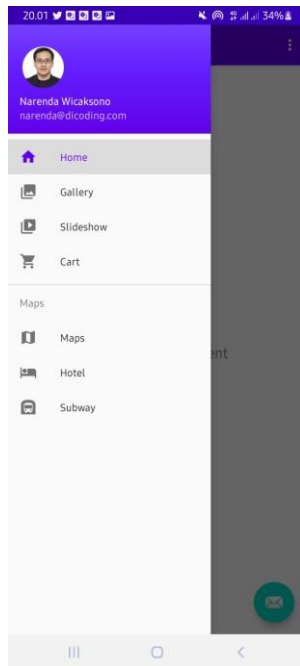 20.01
34%
Narenda Wicaksono
narenda@dicoding.com
Home
Gallery
Slideshow
Cart
Maps
Maps
ent
Hotel
Subway